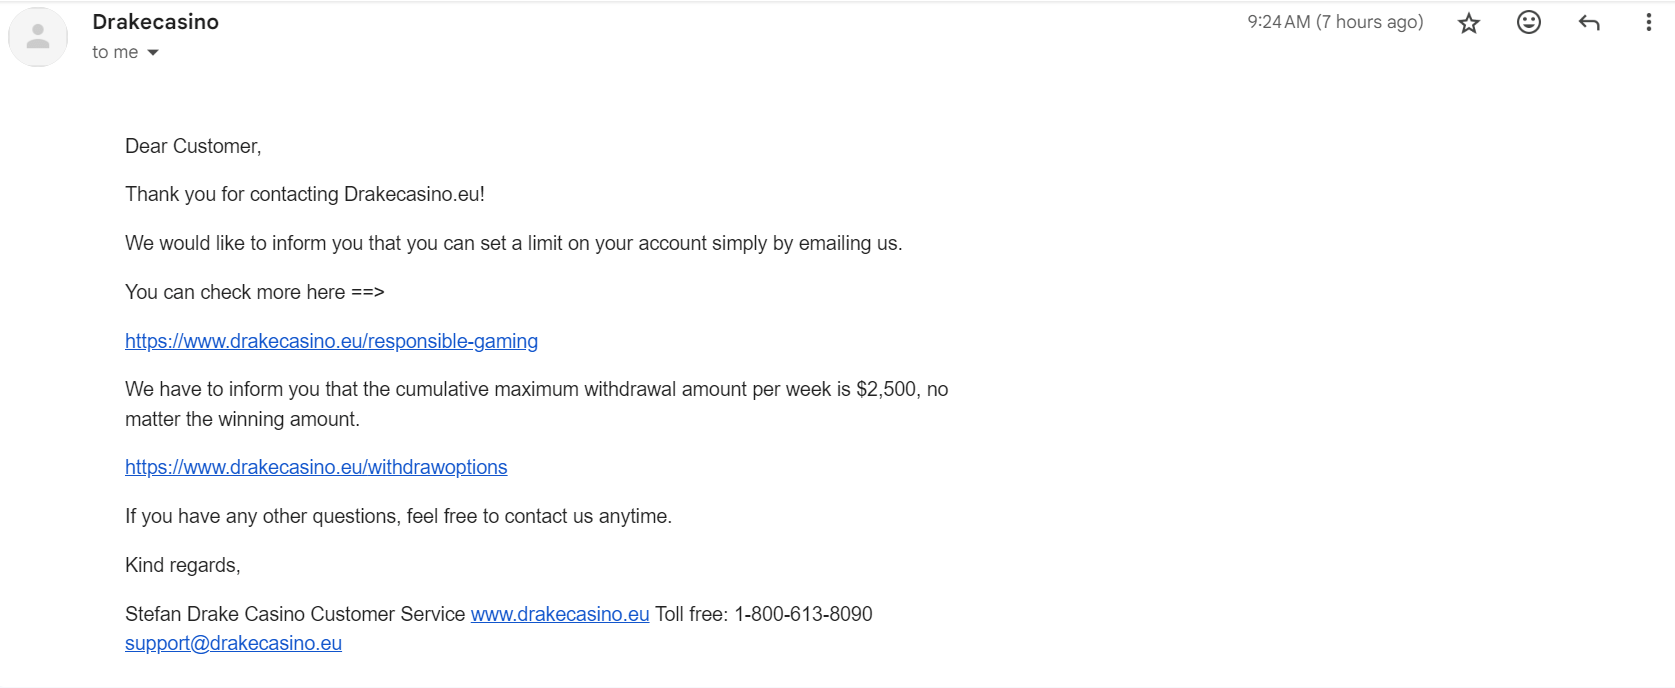 Drakecasino
9:24 AM (7 hours ago)
to me
Dear Customer,
Thank you for contacting Drakecasino.eu!
We would like to inform you that you can set a limit on your account simply by emailing us.
You can check more here ==>
https://www.drakecasino.eu/responsible-gaming
We have to inform you that the cumulative maximum withdrawal amount per week is $2,500, no
matter the winning amount.
https://www.drakecasino.eu/withdrawoptions
If you have any other questions, feel free to contact us anytime.
Kind regards,
Stefan Drake Casino Customer Service www.drakecasino.eu Toll free: 1-800-613-8090
support@drakecasino.eu